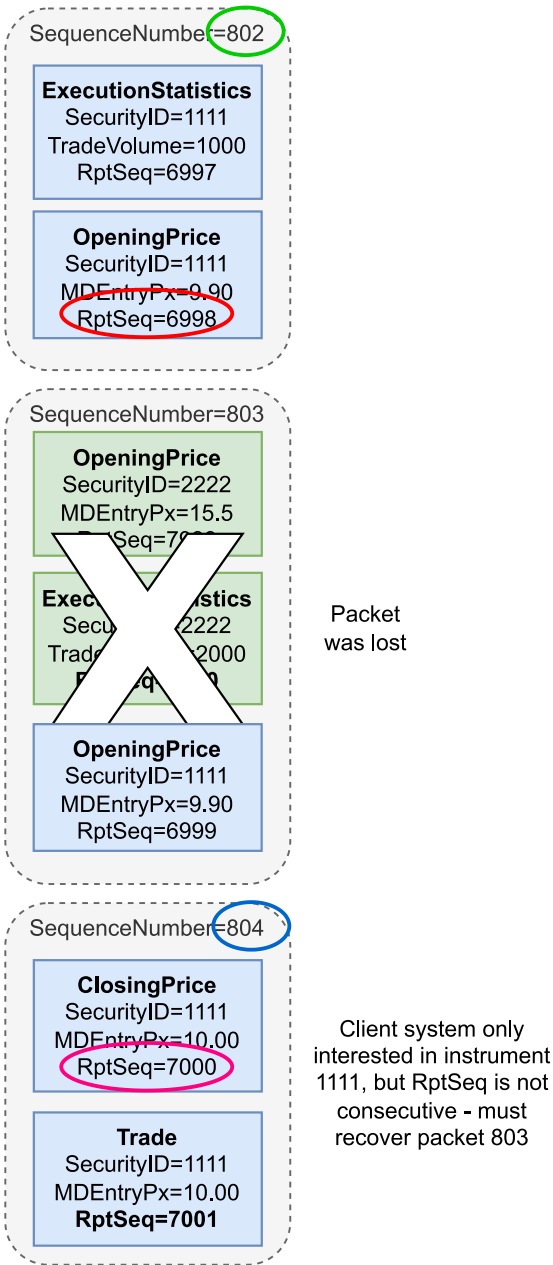 SequenceNumber=802
ExecutionStatistics
SecurityID=1111
TradeVolume=1000
RptSeq=6997
OpeningPrice
SecurityID=1111
MDEntryPx=9.90
RptSeq=6998
SequenceNumber=803
OpeningPrice
SecurityID=2222
MDEntryPx=15.5
OpeningPrice
SecurityID=1111
MDEntryPx=9.90
RptSeq=6999
Packet
was lost
SequenceNumber=804
ClosingPrice
SecurityID=1111
MDEntryPx=10.00
RptSeq=7000
Trade
SecurityID=1111
MDEntryPx=10.00
RptSeq=7001
Client system only
interested in instrument
1111, but RptSeq is not
consecutive - must
recover packet 803